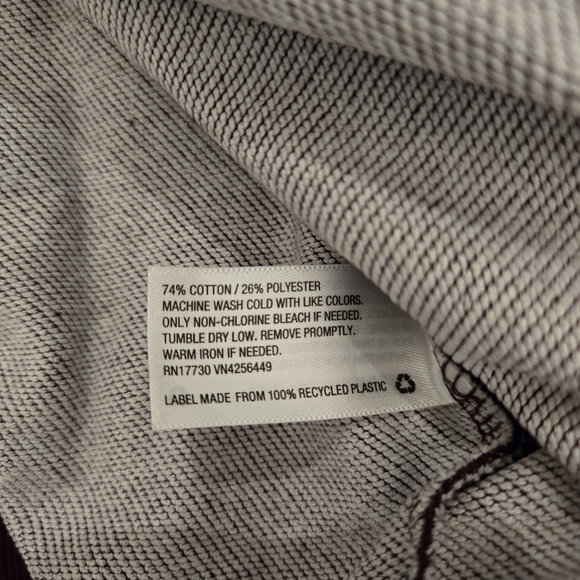 74% COTTON / 26% POLYESTER
MACHINE WASH COLD WITH LIKE COLORS.
ONLY NON-CHLORINE BLEACH IF NEEDED.
TUMBLE DRY LOW. REMOVE PROMPTLY.
WARM IRON IF NEEDED.
RN17730 VN4256449
LABEL MADE FROM 100% RECYCLED PLASTIC